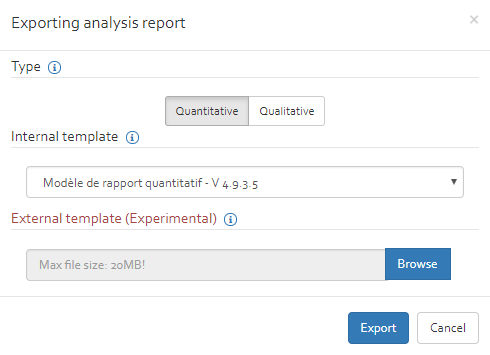 Exporting analysis report ×
Type
Quantitative Qualitative
Internal template
Modèle de rapport quantitatif - V 4.9.3.5
External template (Experimental)
Max file size: 20MB! Browse
Export Cancel